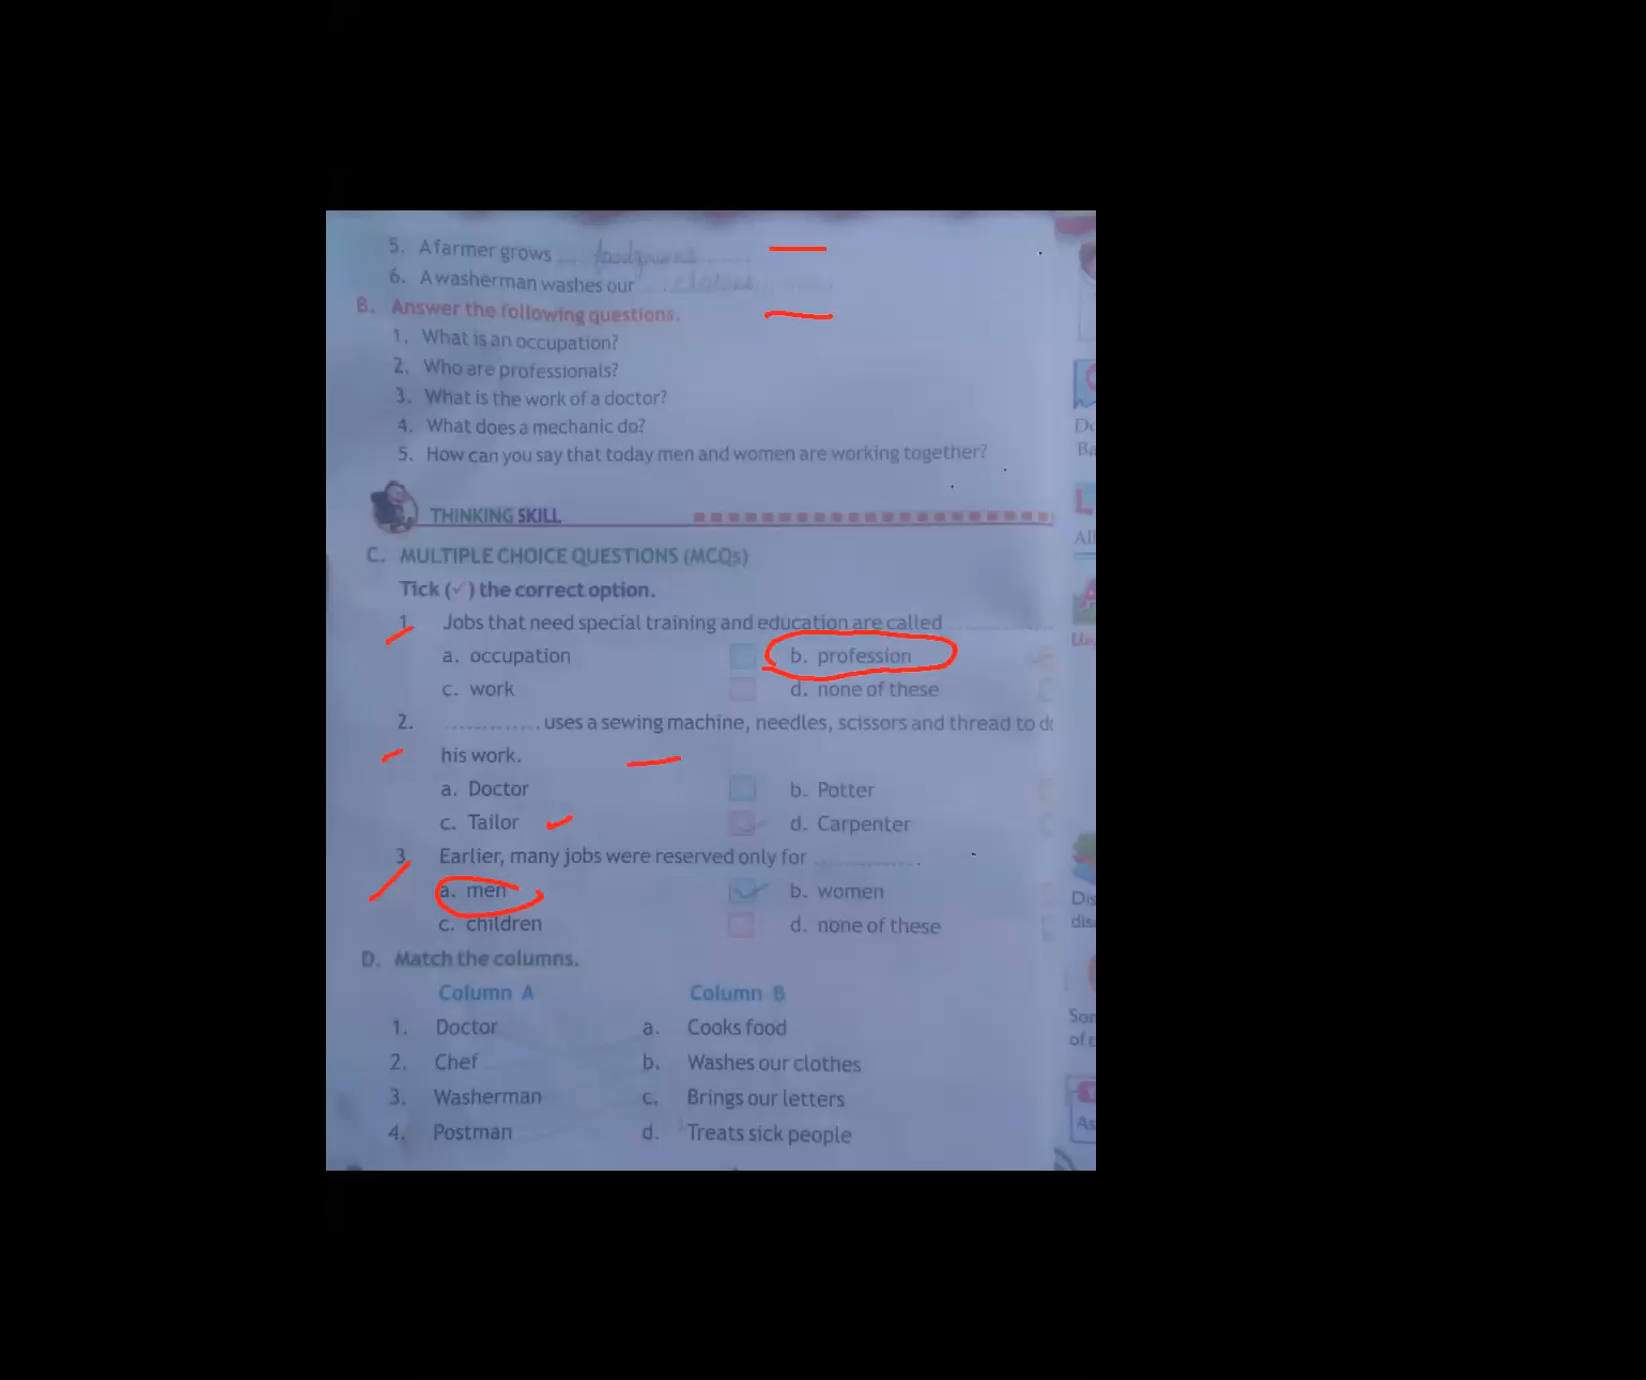 5. A farmer grows
6. A washerman washes our clothes
B. Answer the following questions.
1. What is an occupation?
2. Who are professionals?
3. What is the work of a doctor?
4. What does a mechanic do?
5. How can you say that today men and women are working together?
THINKING SKILL
C. MULTIPLE CHOICE QUESTIONS (MCQs)
Tick (✓) the correct option.
1. Jobs that need special training and education are called ..............
a. occupation b. profession
c. work d. none of these
2. .............. uses a sewing machine, needles, scissors and thread to do
his work.
a. Doctor b. Potter
c. Tailor d. Carpenter
3. Earlier, many jobs were reserved only for ..............
a. men b. women
c. children d. none of these
D. Match the columns.
Column A Column B
1. Doctor a. Cooks food
2. Chef b. Washes our clothes
3. Washerman c. Brings our letters
4. Postman d. Treats sick people